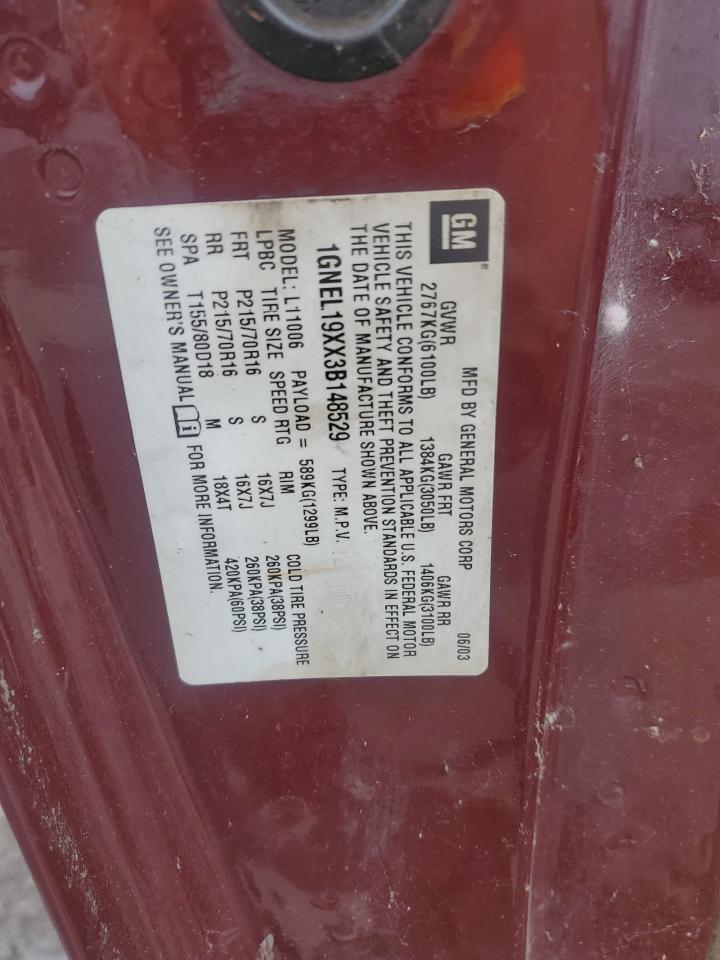 GM®
MFD BY GENERAL MOTORS CORP 06/03
GVWR GAWR FRT GAWR RR
2767KG(6100LB) 1384KG(3050LB) 1406KG(3100LB)
THIS VEHICLE CONFORMS TO ALL APPLICABLE U.S. FEDERAL MOTOR
VEHICLE SAFETY AND THEFT PREVENTION STANDARDS IN EFFECT ON
THE DATE OF MANUFACTURE SHOWN ABOVE.
1GNEL19XX3B148529 TYPE: M.P.V.
MODEL: L11006 PAYLOAD = 589KG(1299LB)
LPBC TIRE SIZE SPEED RTG RIM COLD TIRE PRESSURE
FRT P215/70R16 S 16X7J 260KPA(38PSI)
RR P215/70R16 S 16X7J 260KPA(38PSI)
SPA T155/80D18 M 18X4T 420KPA(60PSI)
SEE OWNER'S MANUAL i FOR MORE INFORMATION.